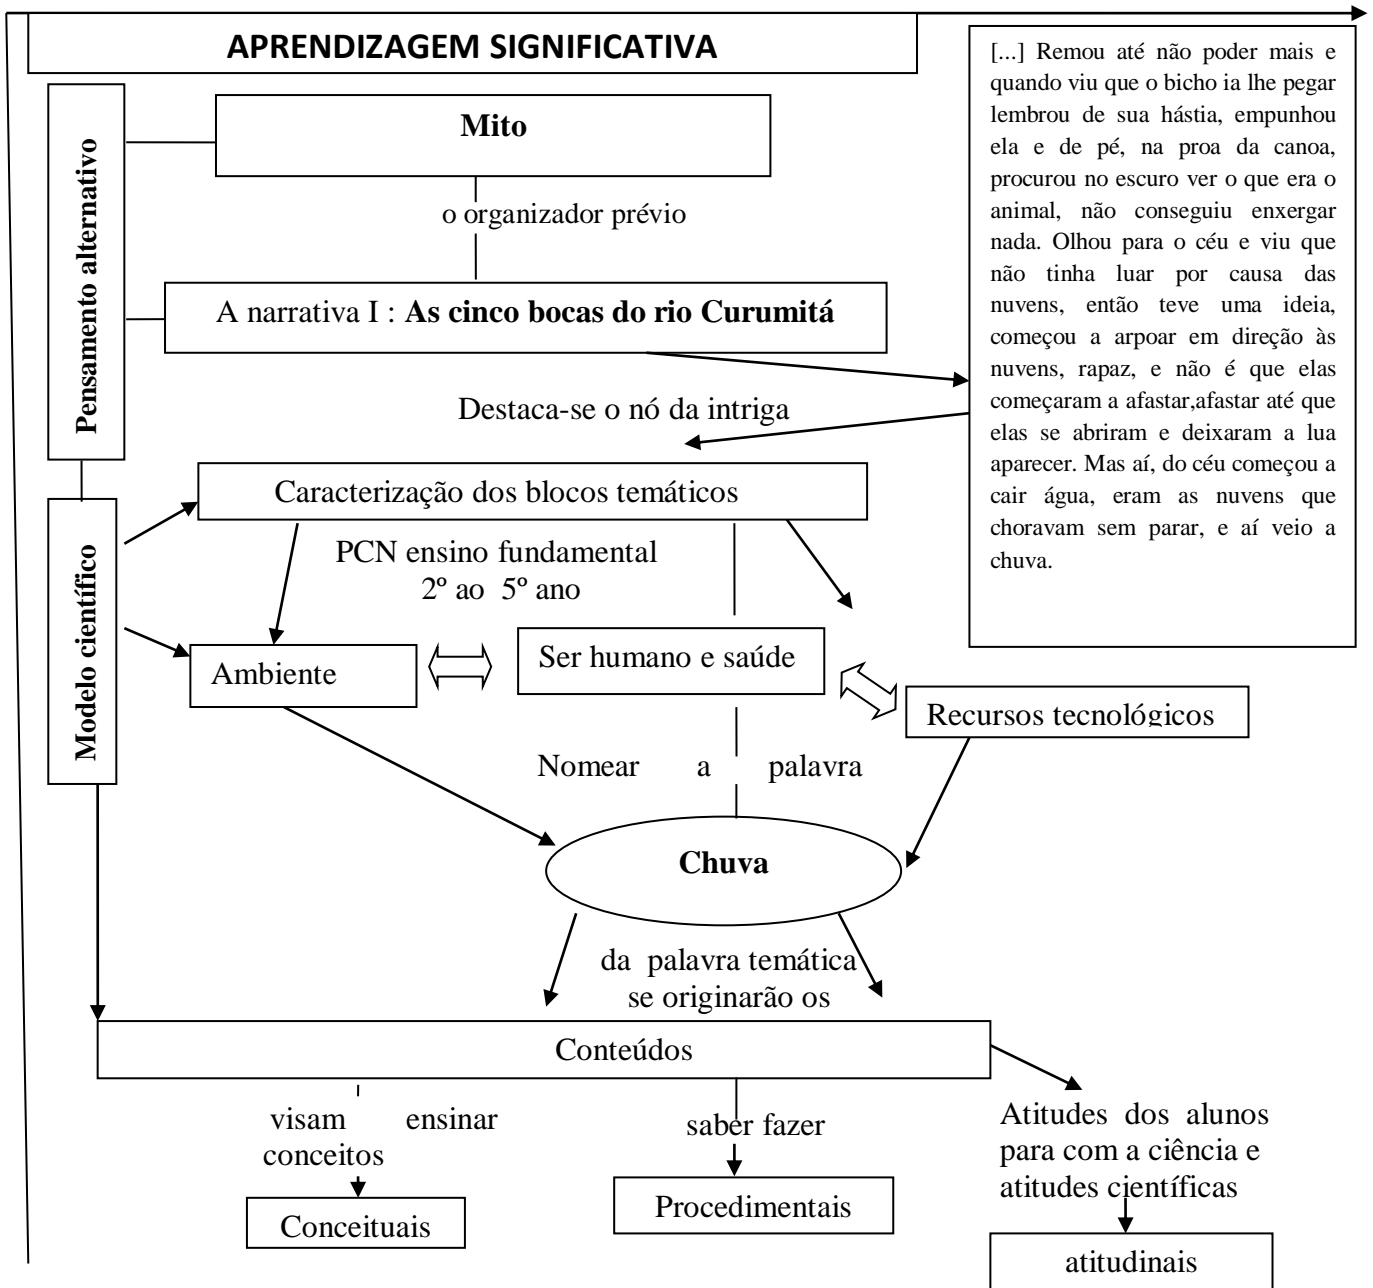 APRENDIZAGEM SIGNIFICATIVA
Pensamento alternativo
Mito
o organizador prévio
A narrativa I : As cinco bocas do rio Curumitá
[...] Remou até não poder mais e
quando viu que o bicho ia lhe pegar
lembrou de sua hástia, empunhou
ela e de pé, na proa da canoa,
procurou no escuro ver o que era o
animal, não conseguiu enxergar
nada. Olhou para o céu e viu que
não tinha luar por causa das
nuvens, então teve uma ideia,
começou a arpoar em direção às
nuvens, rapaz, e não é que elas
começaram a afastar,afastar até que
elas se abriram e deixaram a lua
aparecer. Mas aí, do céu começou a
cair água, eram as nuvens que
choravam sem parar, e aí veio a
chuva.
Destaca-se o nó da intriga
Modelo científico
Caracterização dos blocos temáticos
PCN ensino fundamental
2º ao 5º ano
Ambiente
Ser humano e saúde
Recursos tecnológicos
Nomear a palavra
Chuva
da palavra temática
se originarão os
Conteúdos
visam ensinar
conceitos
saber fazer
Atitudes dos alunos
para com a ciência e
atitudes científicas
Conceituais
Procedimentais
atitudinais